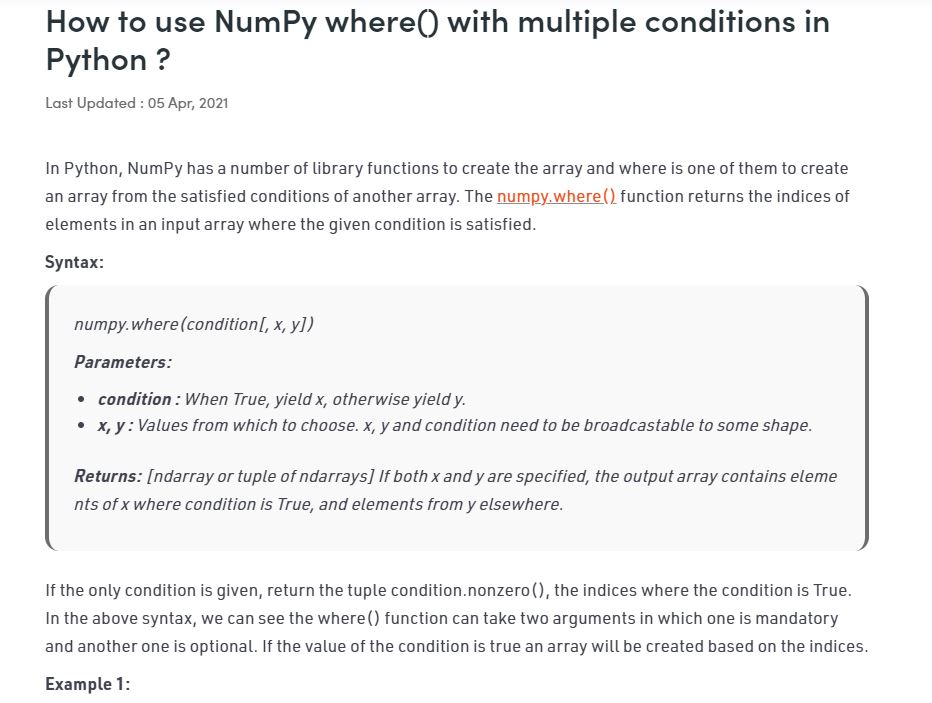 How to use NumPy where() with multiple conditions in
Python ?
Last Updated : 05 Apr, 2021
In Python, NumPy has a number of library functions to create the array and where is one of them to create
an array from the satisfied conditions of another array. The numpy.where() function returns the indices of
elements in an input array where the given condition is satisfied.
Syntax:
numpy.where(condition[, x, y])
Parameters:
• condition : When True, yield x, otherwise yield y.
• x, y : Values from which to choose. x, y and condition need to be broadcastable to some shape.
Returns: [ndarray or tuple of ndarrays] If both x and y are specified, the output array contains eleme
nts of x where condition is True, and elements from y elsewhere.
If the only condition is given, return the tuple condition.nonzero(), the indices where the condition is True.
In the above syntax, we can see the where() function can take two arguments in which one is mandatory
and another one is optional. If the value of the condition is true an array will be created based on the indices.
Example 1: